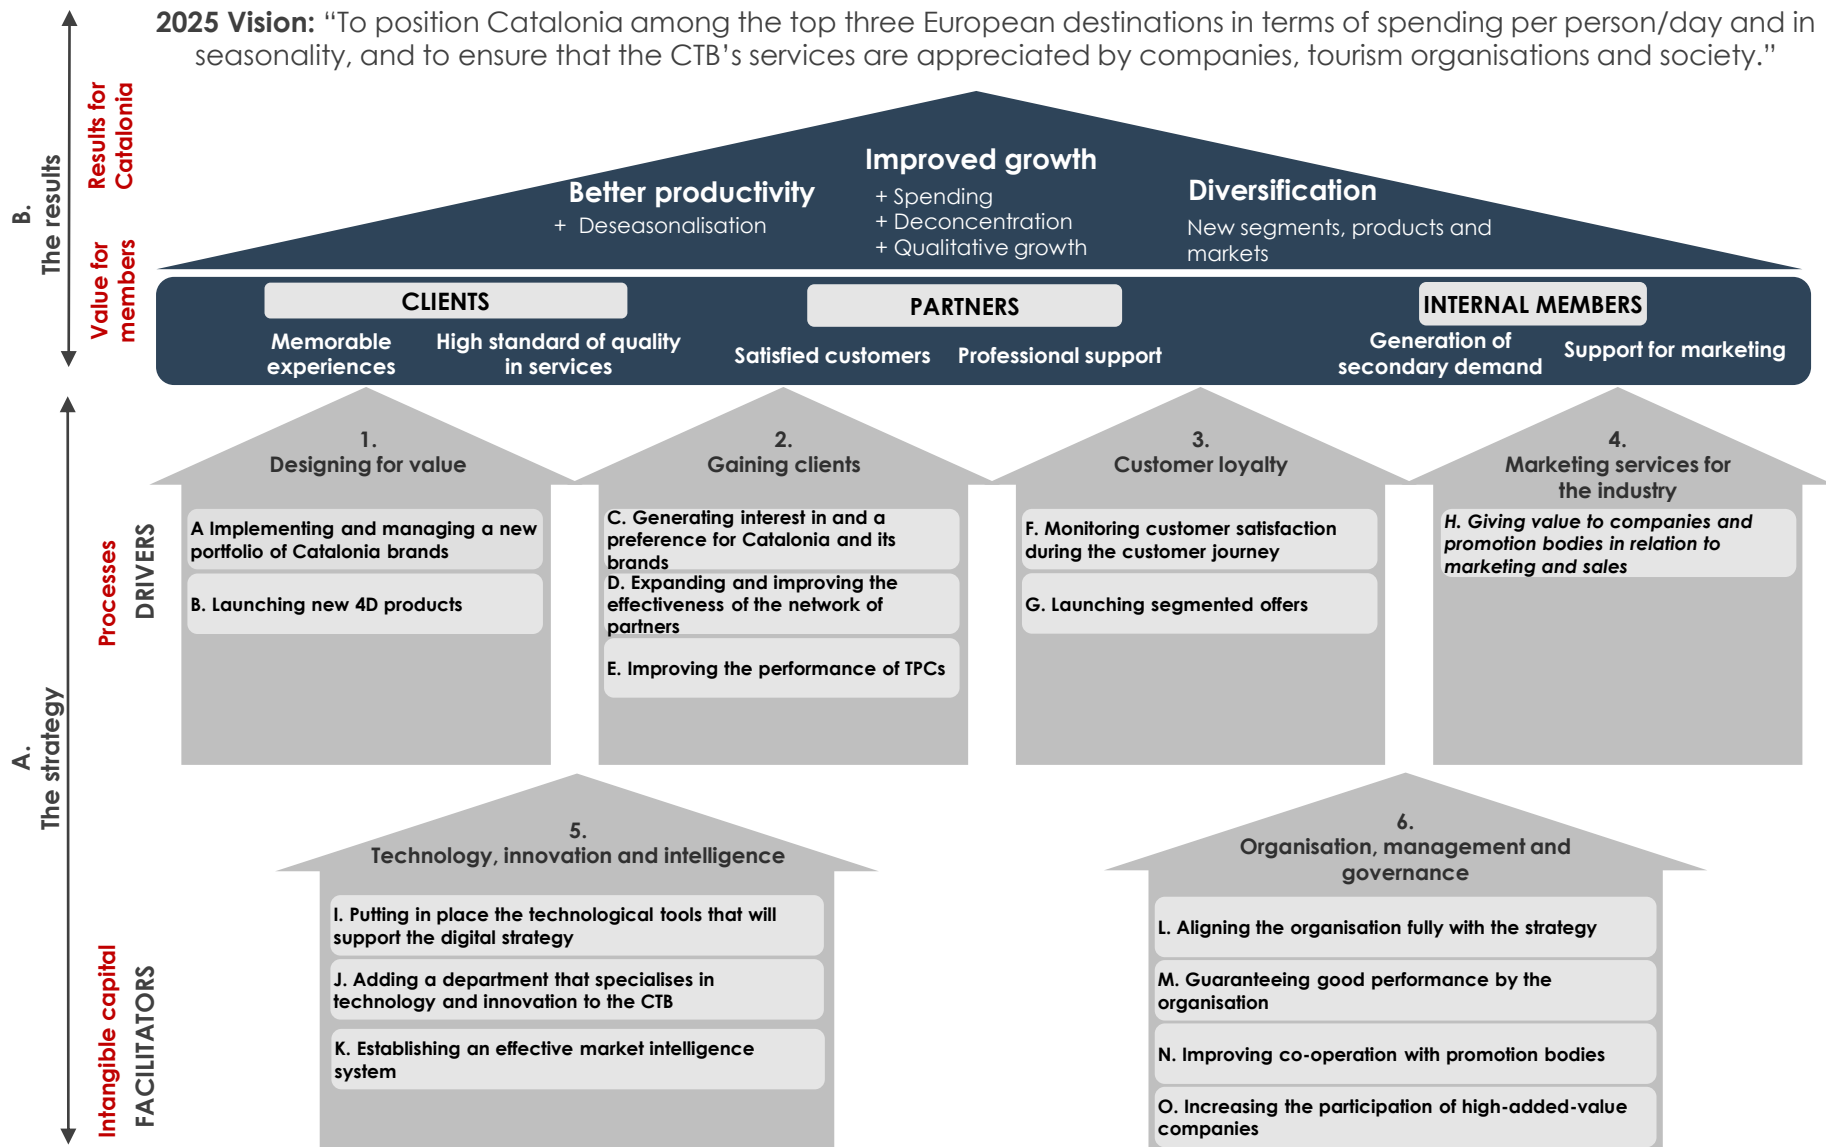 2025 Vision: “To position Catalonia among the top three European destinations in terms of spending per person/day and in
seasonality, and to ensure that the CTB’s services are appreciated by companies, tourism organisations and society.”
B.
The results
Results for
Catalonia
Value for
members
Better productivity
+ Deseasonalisation
Improved growth
+ Spending
+ Deconcentration
+ Qualitative growth
Diversification
New segments, products and
markets
CLIENTS
Memorable
experiences
High standard of quality
in services
PARTNERS
Satisfied customers
Professional support
INTERNAL MEMBERS
Generation of
secondary demand
Support for marketing
A.
The strategy
Processes
DRIVERS
1.
Designing for value
A Implementing and managing a new
portfolio of Catalonia brands
B. Launching new 4D products
2.
Gaining clients
C. Generating interest in and a
preference for Catalonia and its
brands
D. Expanding and improving the
effectiveness of the network of
partners
E. Improving the performance of TPCs
3.
Customer loyalty
F. Monitoring customer satisfaction
during the customer journey
G. Launching segmented offers
4.
Marketing services for
the industry
H. Giving value to companies and
promotion bodies in relation to
marketing and sales
Intangible capital
FACILITATORS
5.
Technology, innovation and intelligence
I. Putting in place the technological tools that will
support the digital strategy
J. Adding a department that specialises in
technology and innovation to the CTB
K. Establishing an effective market intelligence
system
6.
Organisation, management and
governance
L. Aligning the organisation fully with the strategy
M. Guaranteeing good performance by the
organisation
N. Improving co-operation with promotion bodies
O. Increasing the participation of high-added-value
companies